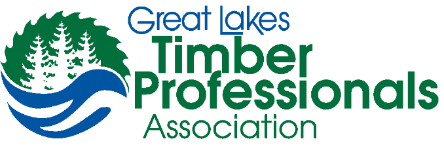 Great Lakes
Timber
Professionals
Association